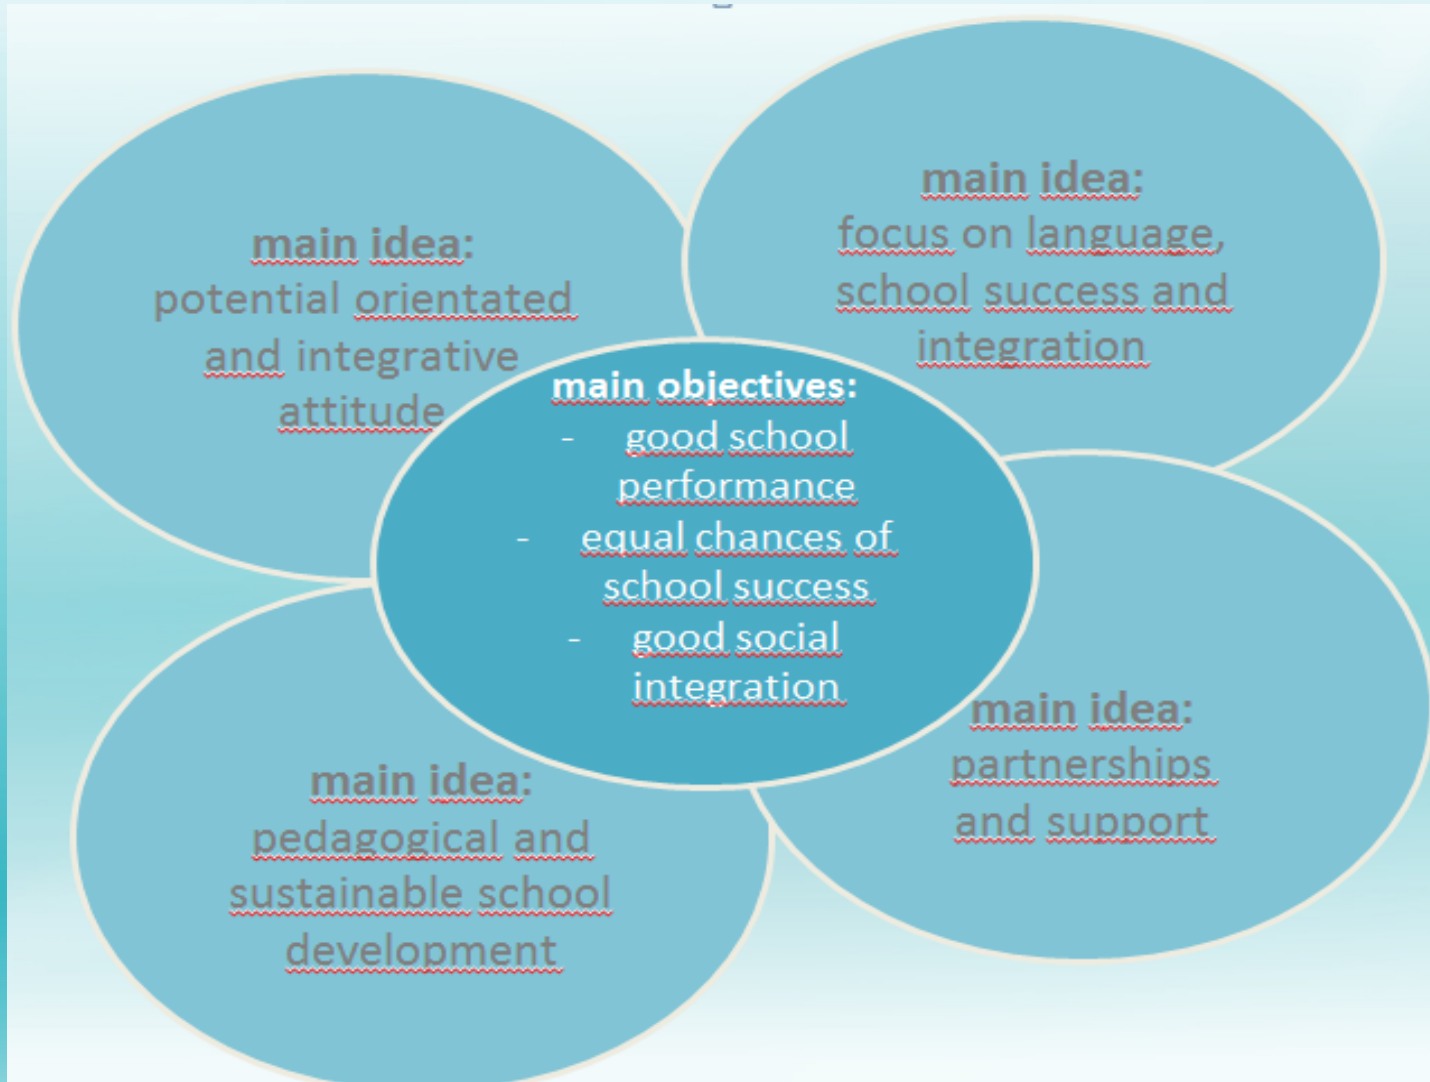 main idea:
potential orientated
and integrative
attitude
main idea:
focus on language,
school success and
integration
main objectives:
- good school
performance
- equal chances of
school success
- good social
integration
main idea:
pedagogical and
sustainable school
development
main idea:
partnerships
and support